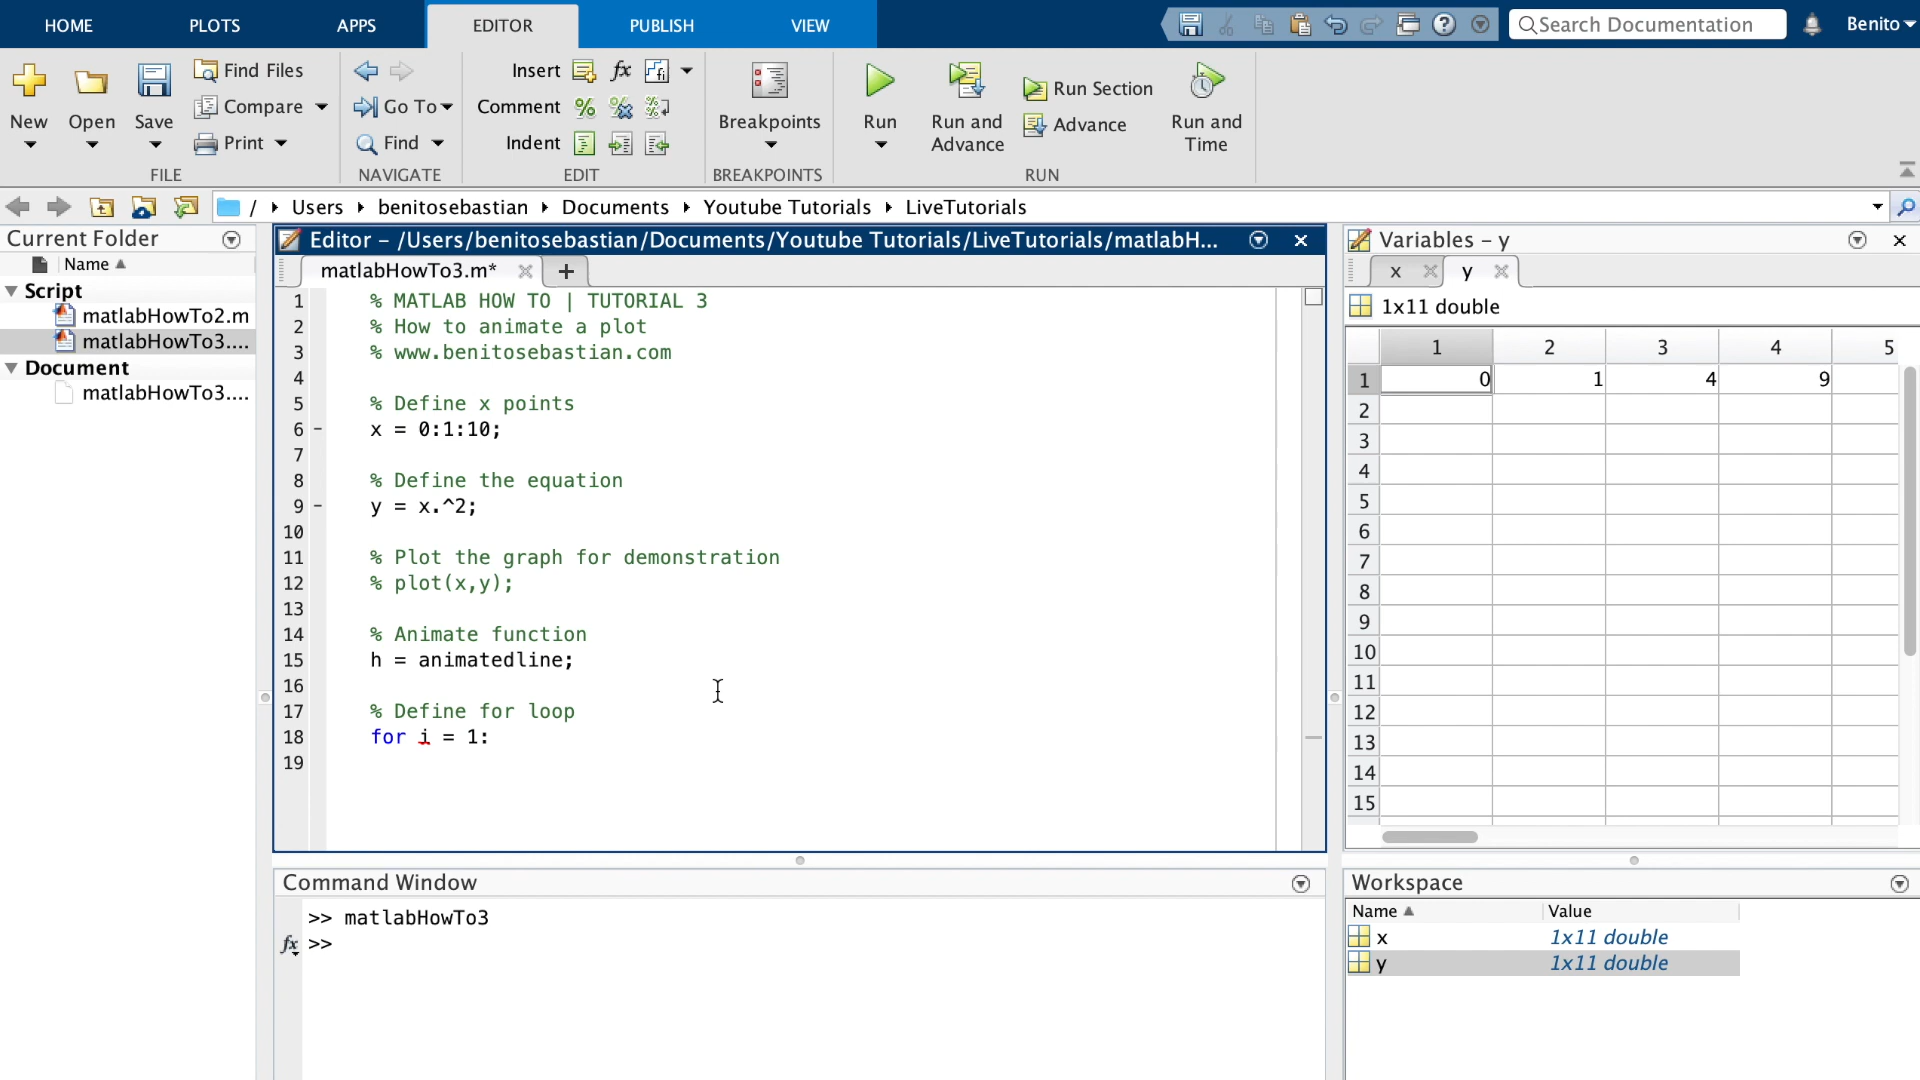 HOME PLOTS APPS EDITOR PUBLISH VIEW
Search Documentation Benito
New Open Save Find Files Compare Print
FILE
Go To Find
NAVIGATE
Insert fx
Comment
Indent
EDIT
Breakpoints
BREAKPOINTS
Run Run and Advance Run Section Advance Run and Time
RUN
/ Users benitosebastian Documents Youtube Tutorials LiveTutorials
Current Folder
Name
Script
matlabHowTo2.m
matlabHowTo3....
Document
matlabHowTo3....
Editor - /Users/benitosebastian/Documents/Youtube Tutorials/LiveTutorials/matlabH...
matlabHowTo3.m* +
1 % MATLAB HOW TO | TUTORIAL 3
2 % How to animate a plot
3 % www.benitosebastian.com
4
5 % Define x points
6 - x = 0:1:10;
7
8 % Define the equation
9 - y = x.^2;
10
11 % Plot the graph for demonstration
12 % plot(x,y);
13
14 % Animate function
15 h = animatedline;
16
17 % Define for loop
18 for i = 1:
19
Variables - y
x y
1x11 double
1 2 3 4 5
1 0 1 4 9
2
3
4
5
6
7
8
9
10
11
12
13
14
15
Command Window
>> matlabHowTo3
fx >>
Workspace
Name Value
x 1x11 double
y 1x11 double